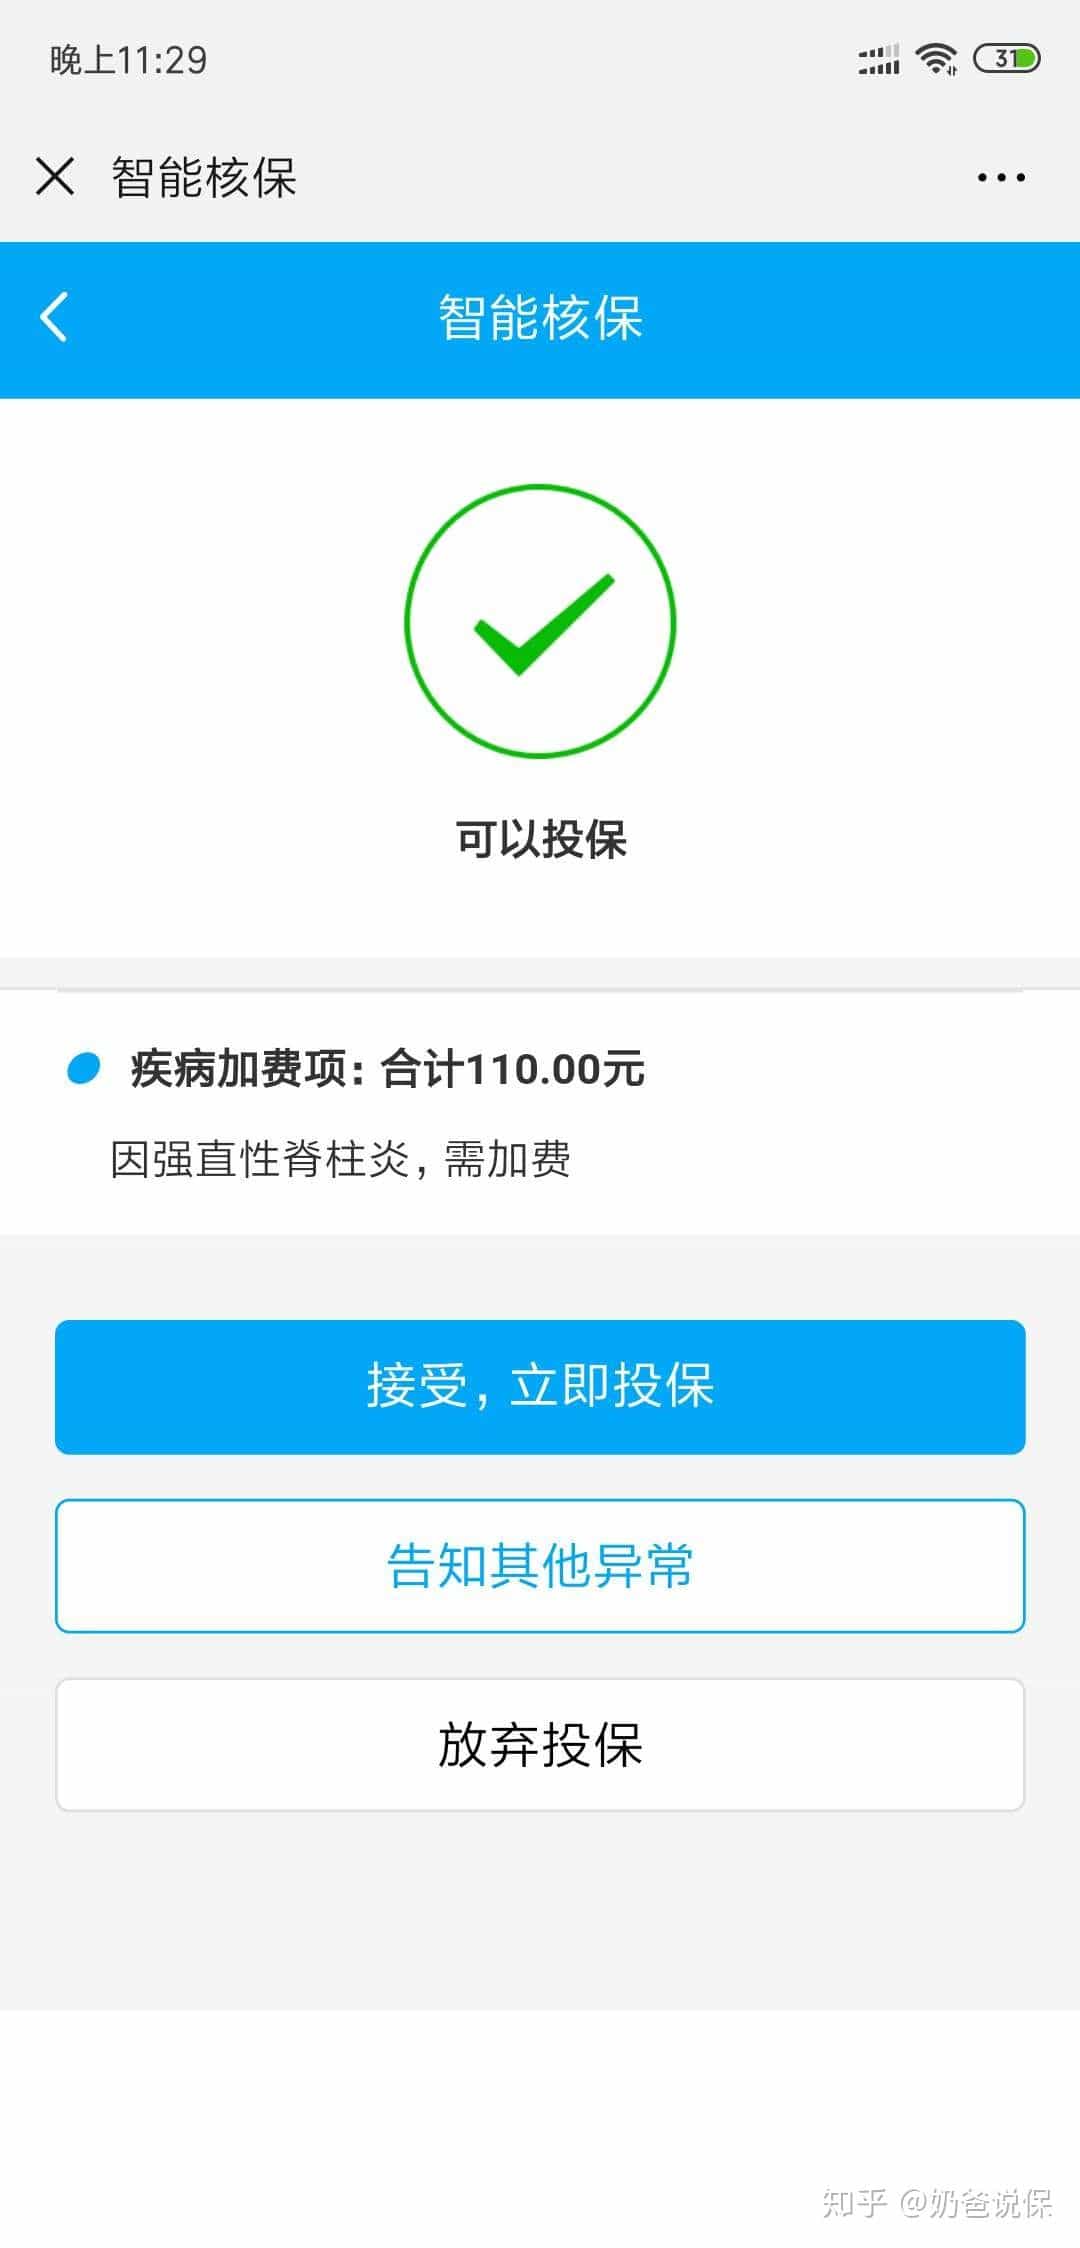 晚上11:29
31
智能核保
智能核保
可以投保
疾病加费项: 合计110.00元
因强直性脊柱炎, 需加费
接受, 立即投保
告知其他异常
放弃投保
知乎 @奶爸说保